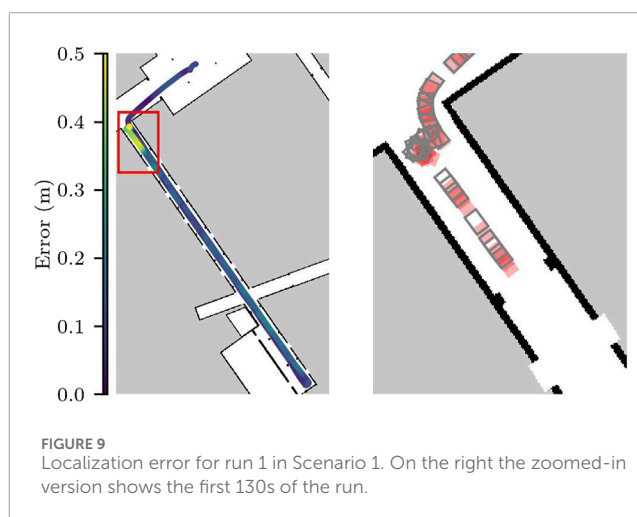 0.5
0.4
0.3
0.2
0.1
0.0
Error (m)
FIGURE 9
Localization error for run 1 in Scenario 1. On the right the zoomed-in
version shows the first 130s of the run.